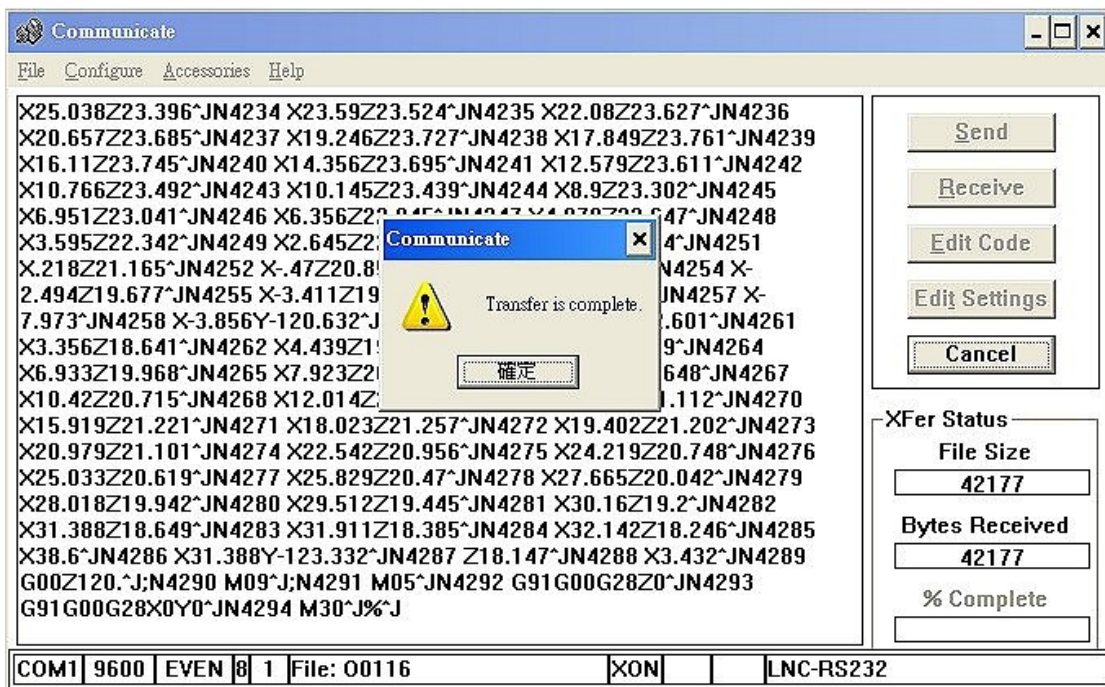 Communicate
File Configure Accessories Help
X25.038Z23.396^JN4234 X23.59Z23.524^JN4235 X22.08Z23.627^JN4236
X20.657Z23.685^JN4237 X19.246Z23.727^JN4238 X17.849Z23.761^JN4239
X16.11Z23.745^JN4240 X14.356Z23.695^JN4241 X12.579Z23.611^JN4242
X10.766Z23.492^JN4243 X10.145Z23.439^JN4244 X8.9Z23.302^JN4245
X6.951Z23.041^JN4246 47^JN4248
X3.595Z22.342^JN4249 X2.645Z2 4^JN4251
X.218Z21.165^JN4252 X-.47Z20.8 N4254 X-
2.494Z19.677^JN4255 X-3.411Z19 JN4257 X-
7.973^JN4258 X-3.856Y-120.632^J .601^JN4261
X3.356Z18.641^JN4262 X4.439Z1 9^JN4264
X6.933Z19.968^JN4265 X7.923Z2 648^JN4267
X10.42Z20.715^JN4268 X12.014Z .112^JN4270
X15.919Z21.221^JN4271 X18.023Z21.257^JN4272 X19.402Z21.202^JN4273
X20.979Z21.101^JN4274 X22.542Z20.956^JN4275 X24.219Z20.748^JN4276
X25.033Z20.619^JN4277 X25.829Z20.47^JN4278 X27.665Z20.042^JN4279
X28.018Z19.942^JN4280 X29.512Z19.445^JN4281 X30.16Z19.2^JN4282
X31.388Z18.649^JN4283 X31.911Z18.385^JN4284 X32.142Z18.246^JN4285
X38.6^JN4286 X31.388Y-123.332^JN4287 Z18.147^JN4288 X3.432^JN4289
G00Z120.^J;N4290 M09^J;N4291 M05^JN4292 G91G00G28Z0^JN4293
G91G00G28X0Y0^JN4294 M30^J%^J
Communicate
Transfer is complete.
確定
Send
Receive
Edit Code
Edit Settings
Cancel
XFer Status
File Size
42177
Bytes Received
42177
% Complete
COM1 9600 EVEN 8 1 File: O0116 XON LNC-RS232